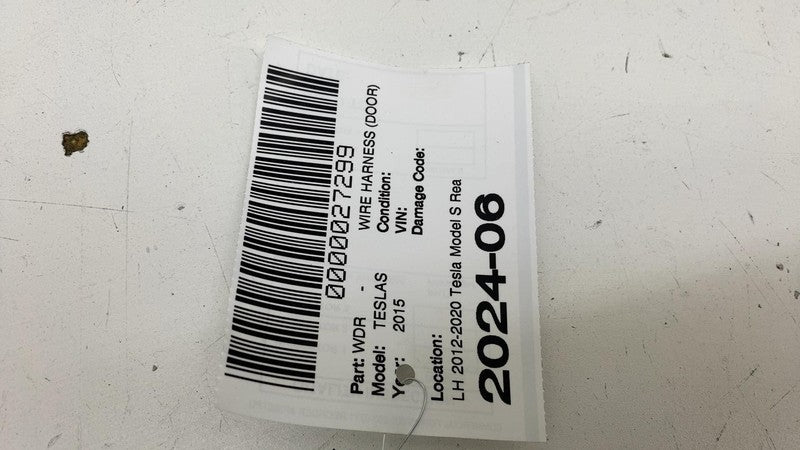 0000027299
Part: WDR - WIRE HARNESS (DOOR)
Model: TESLAS Condition:
Year: 2015 VIN:
Damage Code:
Location:
LH 2012-2020 Tesla Model S Rea
2024-06